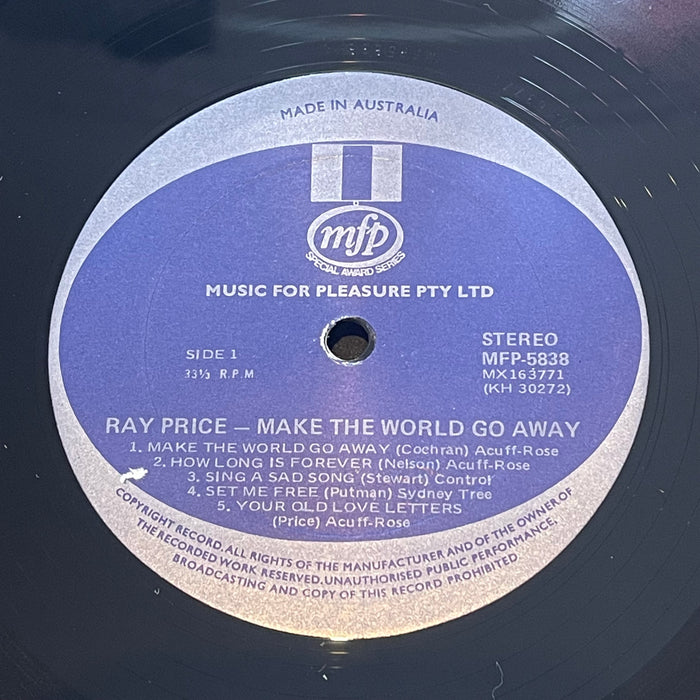 MADE IN AUSTRALIA
mfp
SPECIAL AWARD SERIES
MUSIC FOR PLEASURE PTY LTD
SIDE 1
33⅓ R.P.M
STEREO
MFP-5838
MX163771
(KH 30272)
RAY PRICE — MAKE THE WORLD GO AWAY
1. MAKE THE WORLD GO AWAY (Cochran) Acuff-Rose
2. HOW LONG IS FOREVER (Nelson) Acuff-Rose
3. SING A SAD SONG (Stewart) Control
4. SET ME FREE (Putman) Sydney Tree
5. YOUR OLD LOVE LETTERS
(Price) Acuff-Rose
COPYRIGHT RECORD. ALL RIGHTS OF THE MANUFACTURER AND OF THE OWNER OF
THE RECORDED WORK RESERVED. UNAUTHORISED PUBLIC PERFORMANCE,
BROADCASTING AND COPY OF THIS RECORD PROHIBITED